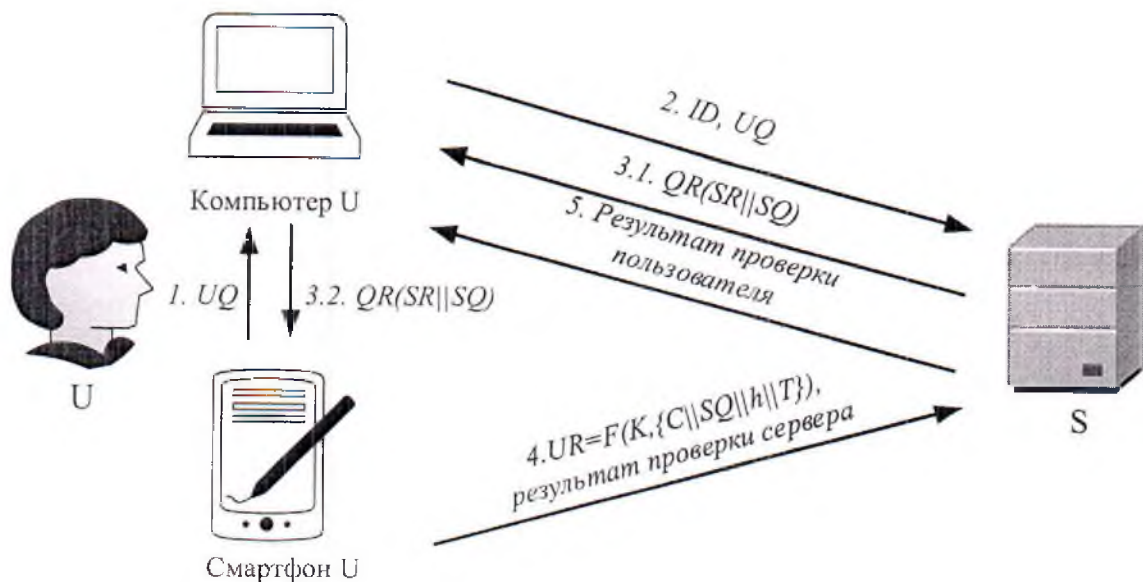 2. ID, UQ
3.1. QR(SR||SQ)
5. Результат проверки
пользователя
Компьютер U
1. UQ
3.2. QR(SR||SQ)
U
S
4.UR=F(K,{C||SQ||h||T}),
результат проверки сервера
Смартфон U